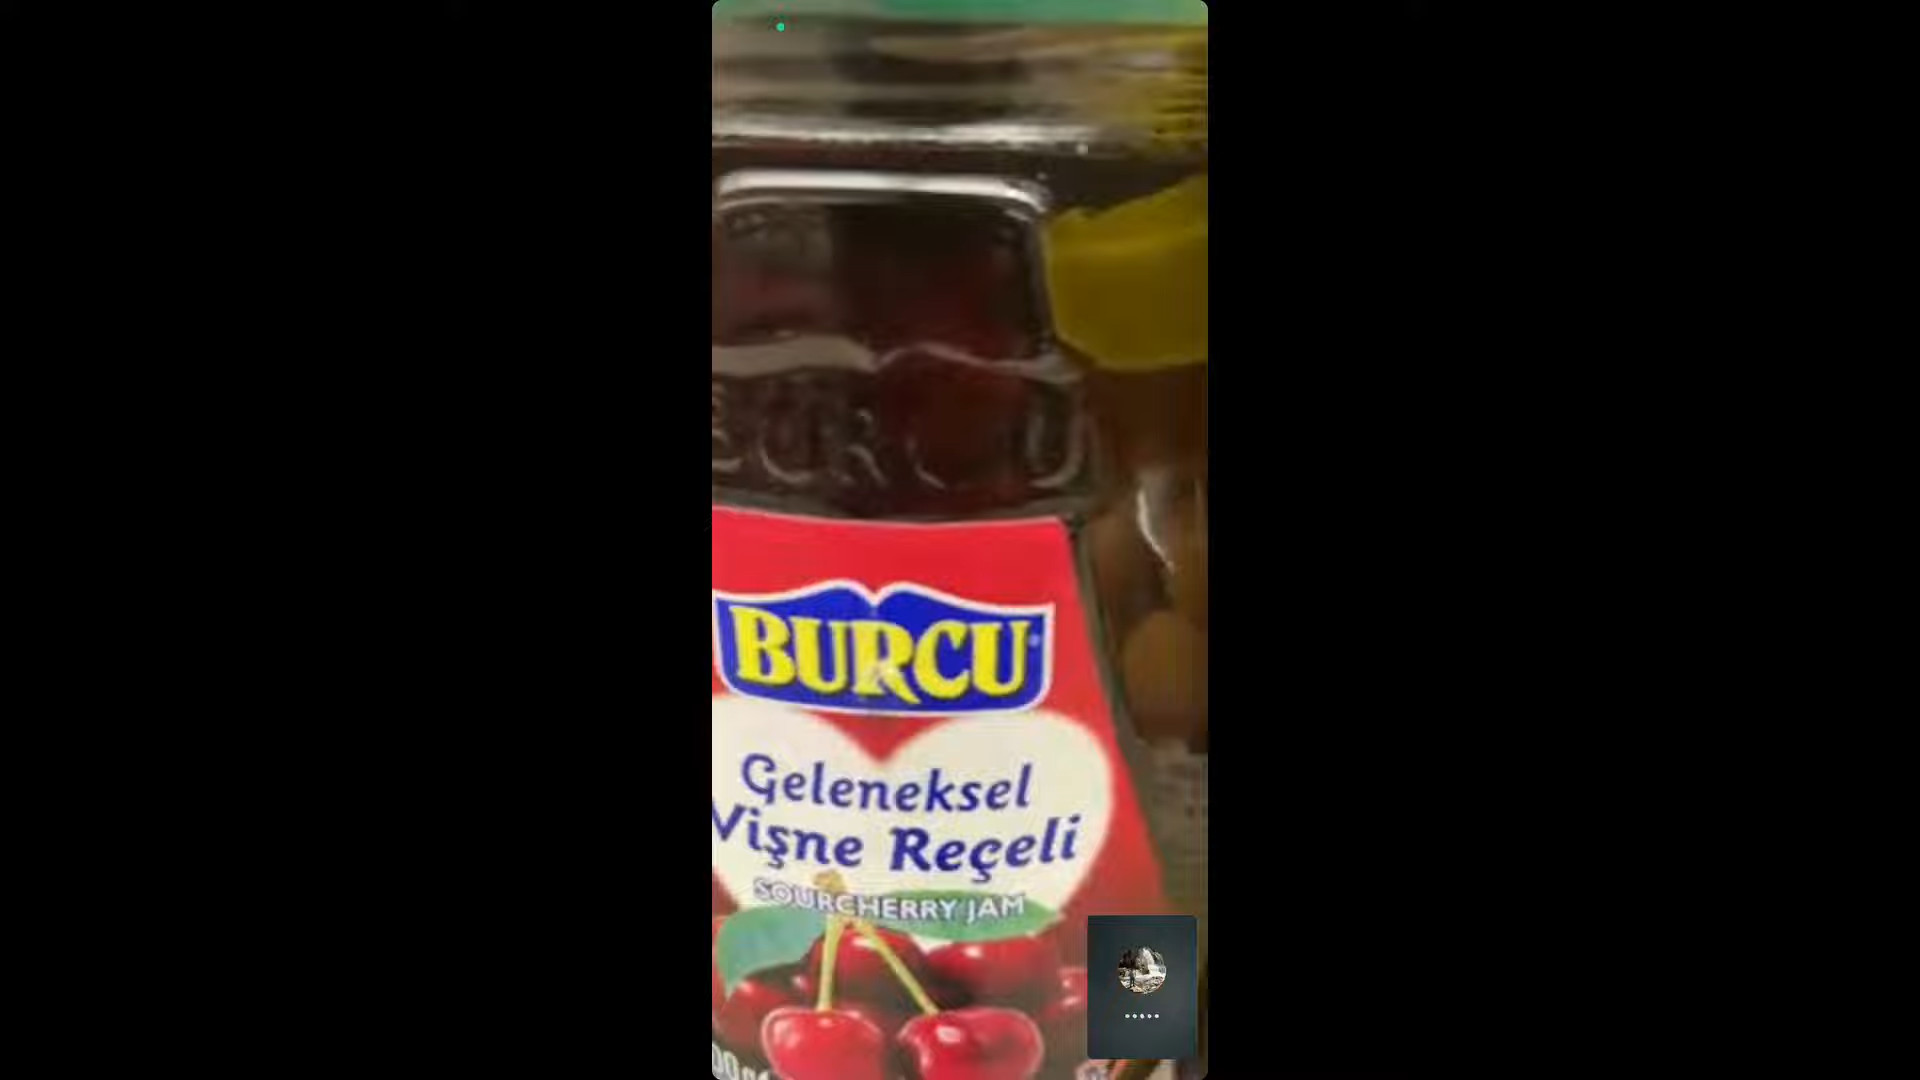 BURCU
BURCU
Geleneksel
Vişne Reçeli
SOURCHERRY JAM